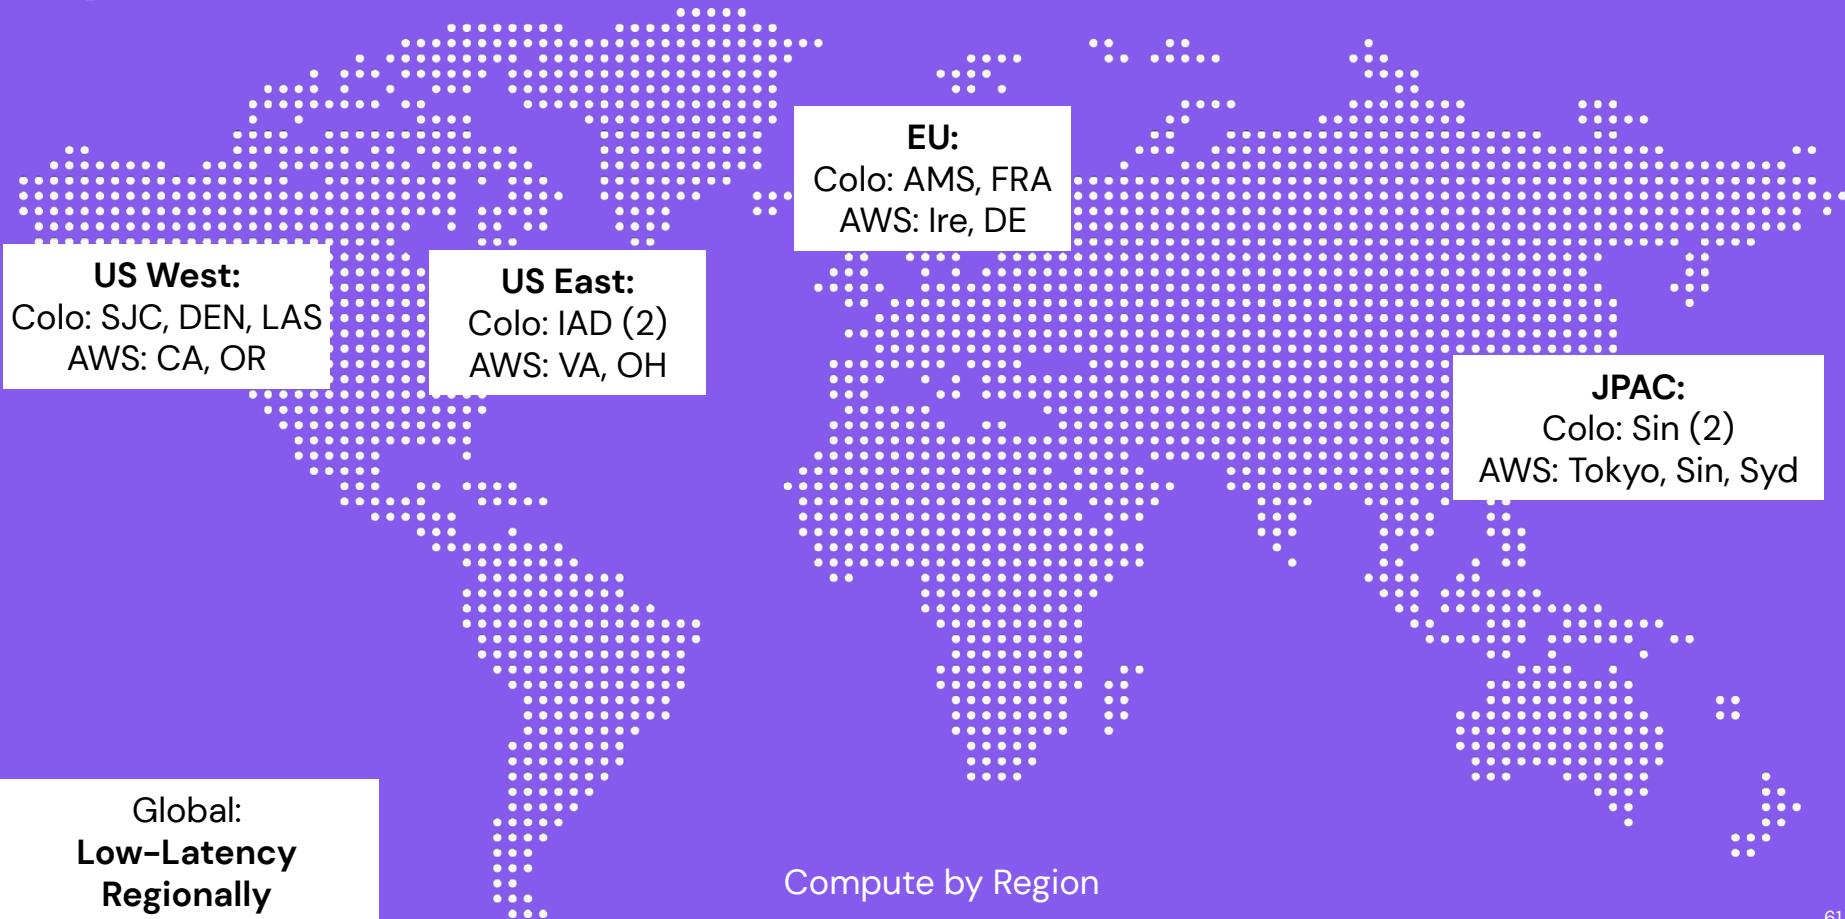 EU:
Colo: AMS, FRA
AWS: Ire, DE
US West:
Colo: SJC, DEN, LAS
AWS: CA, OR
US East:
Colo: IAD (2)
AWS: VA, OH
JPAC:
Colo: Sin (2)
AWS: Tokyo, Sin, Syd
Global:
Low-Latency
Regionally
Compute by Region
61